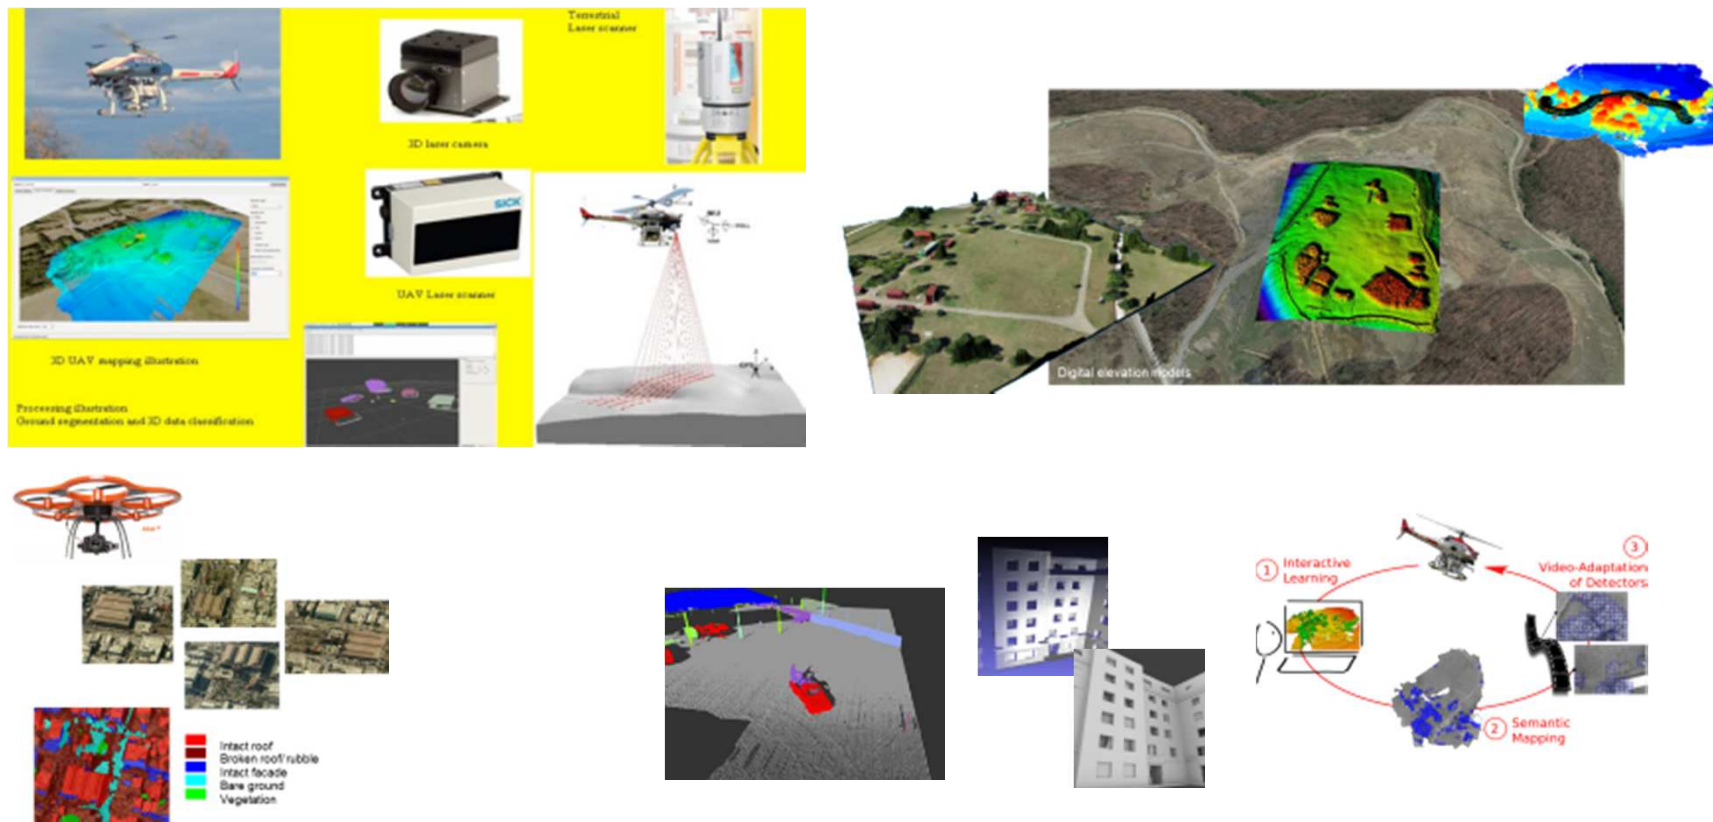 Terrestrial
Laser scanner
3D laser camera
SICK
UAV Laser scanner
3D UAV mapping illustration
Processing illustration
Ground segmentation and 3D data classification
Digital elevation models
Intact roof
Broken roof/ rubble
Intact facade
Bare ground
Vegetation
1 Interactive
Learning
3
Video-Adaptation
of Detectors
2 Semantic
Mapping